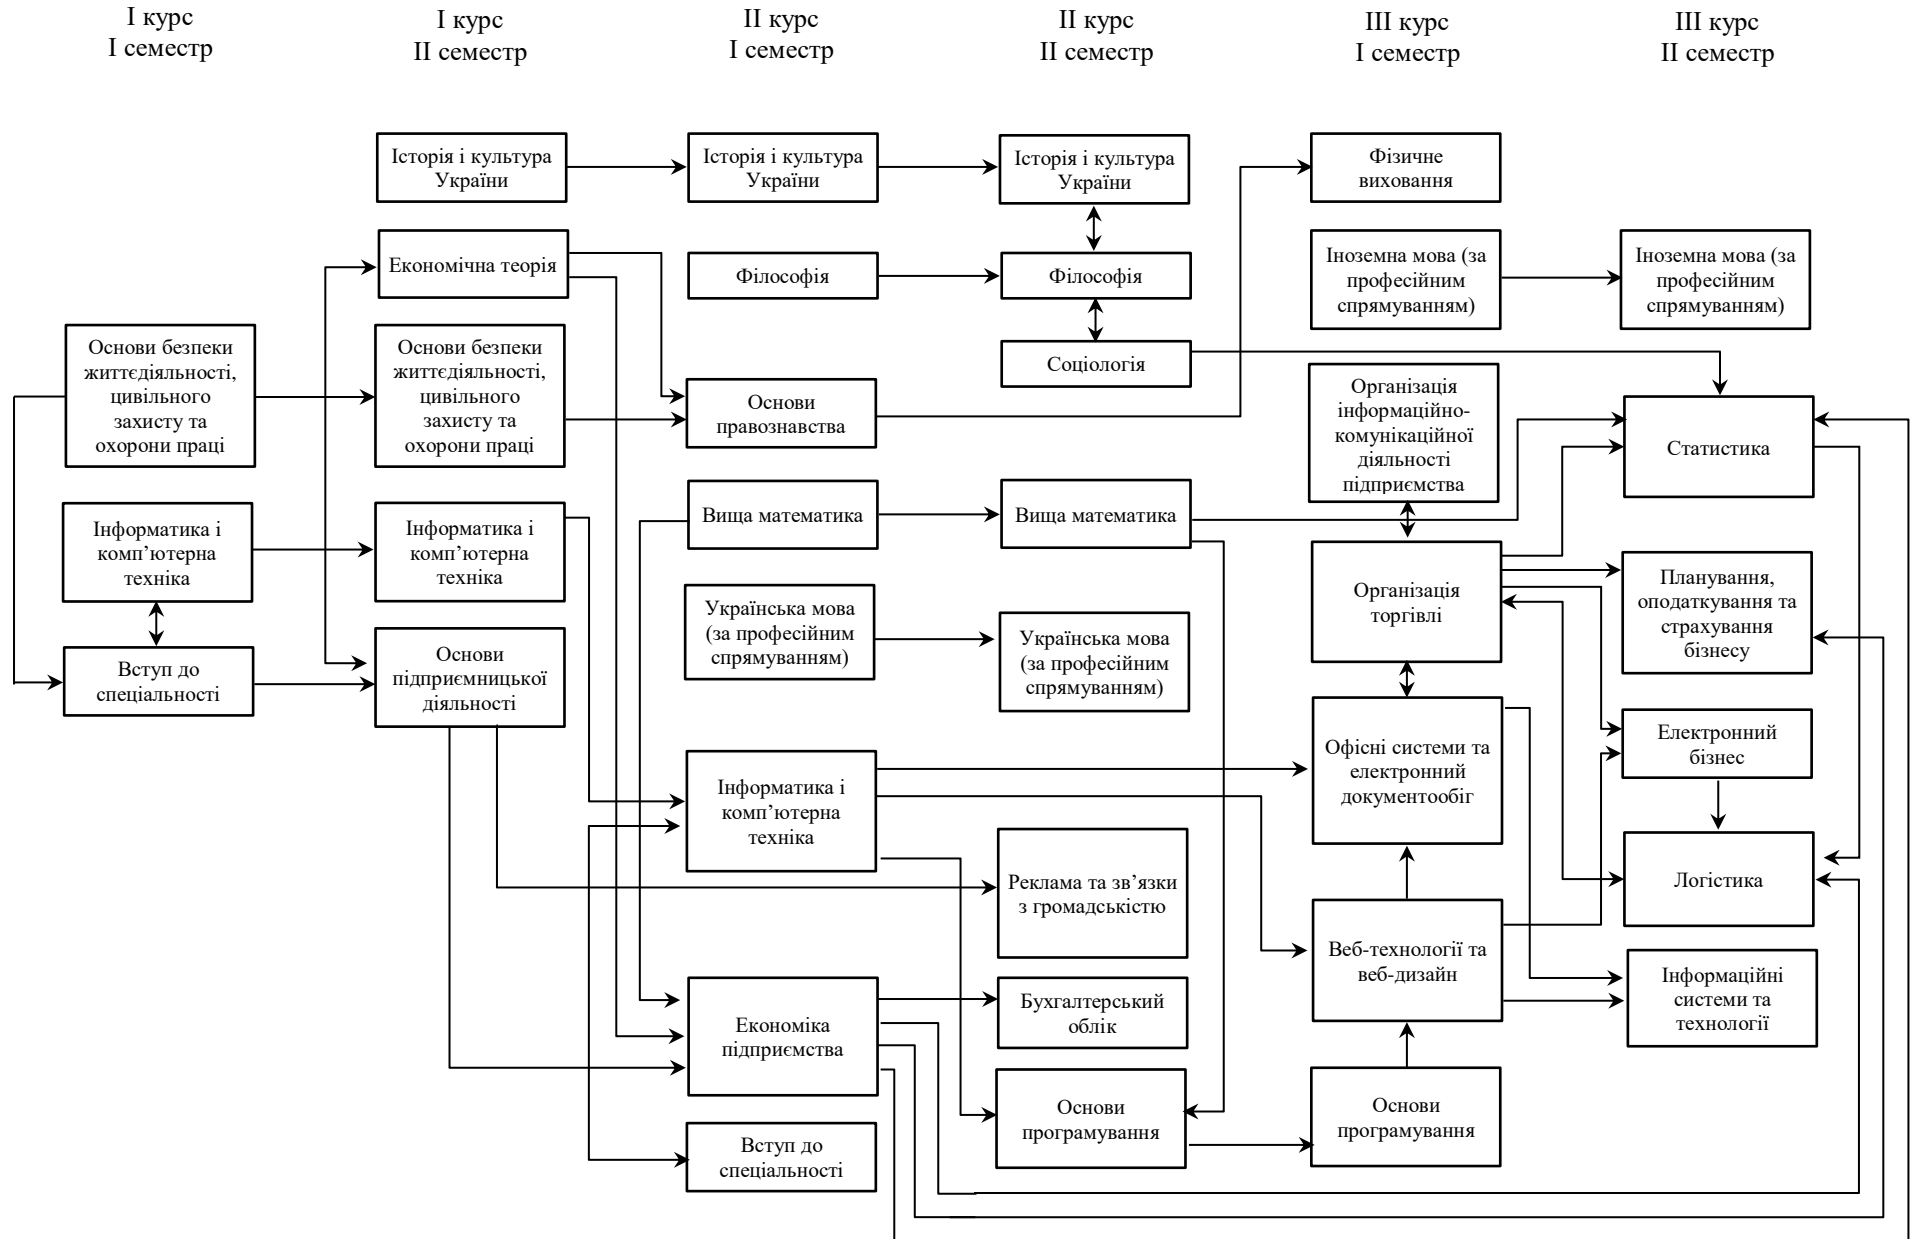 І курс
І семестр
І курс
ІІ семестр
ІІ курс
І семестр
ІІ курс
ІІ семестр
ІІІ курс
І семестр
ІІІ курс
ІІ семестр
Основи безпеки
життєдіяльності,
цивільного
захисту та
охорони праці
Інформатика і
комп’ютерна
техніка
Вступ до
спеціальності
Історія і культура
України
Економічна теорія
Основи безпеки
життєдіяльності,
цивільного
захисту та
охорони праці
Інформатика і
комп’ютерна
техніка
Основи
підприємницької
діяльності
Історія і культура
України
Філософія
Основи
правознавства
Вища математика
Українська мова
(за професійним
спрямуванням)
Інформатика і
комп’ютерна
техніка
Економіка
підприємства
Вступ до
спеціальності
Історія і культура
України
Філософія
Соціологія
Вища математика
Українська мова
(за професійним
спрямуванням)
Реклама та зв’язки
з громадськістю
Бухгалтерський
облік
Основи
програмування
Фізичне
виховання
Іноземна мова (за
професійним
спрямуванням)
Організація
інформаційно-
комунікаційної
діяльності
підприємства
Організація
торгівлі
Офісні системи та
електронний
документообіг
Веб-технології та
веб-дизайн
Основи
програмування
Іноземна мова (за
професійним
спрямуванням)
Статистика
Планування,
оподаткування та
страхування
бізнесу
Електронний
бізнес
Логістика
Інформаційні
системи та
технології